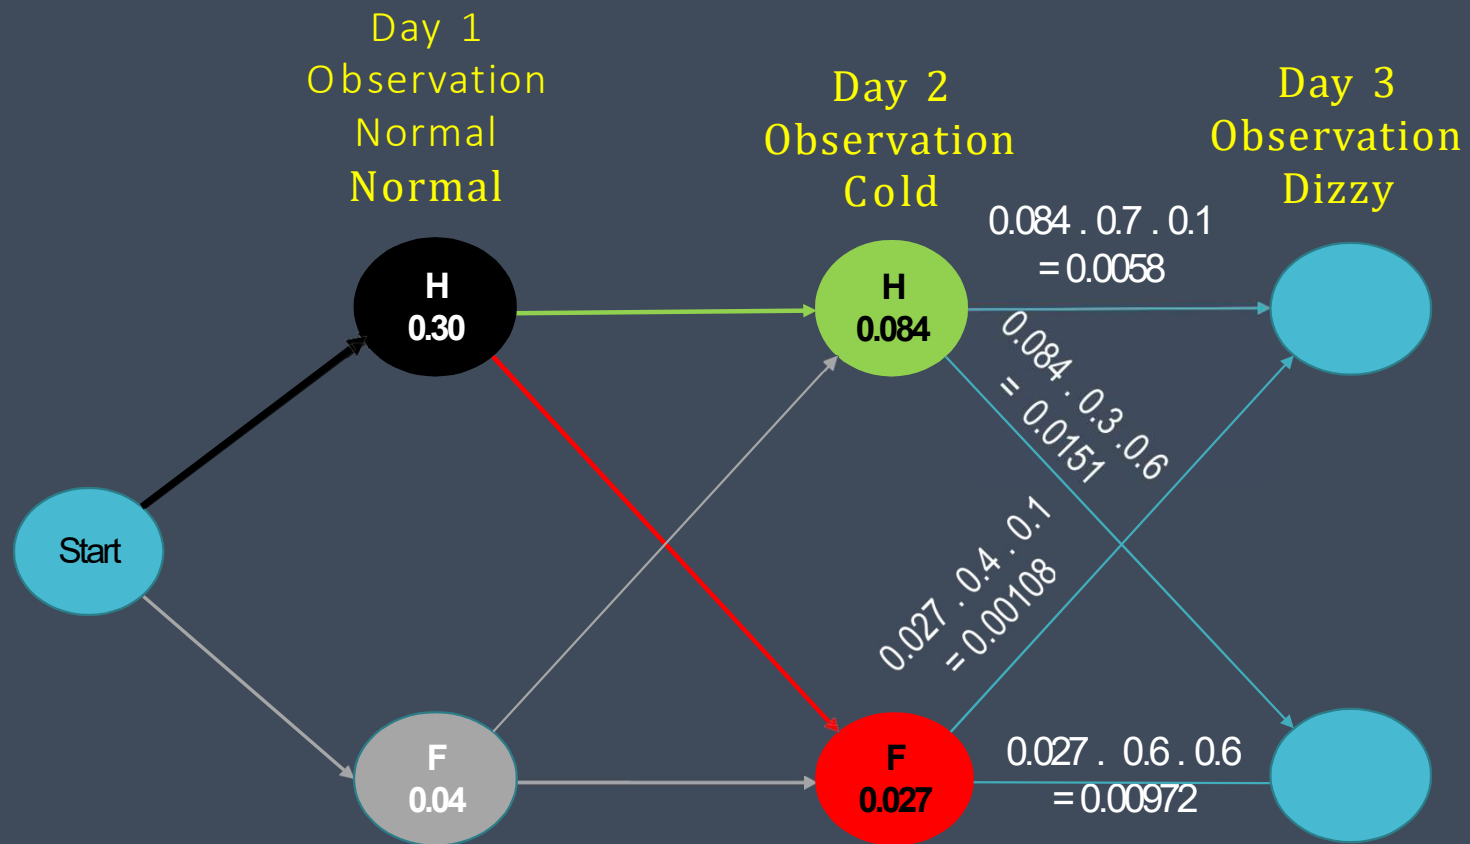 Day 1
Observation
Normal
Normal
Day 2
Observation
Cold
Day 3
Observation
Dizzy
0.084 . 0.7 . 0.1
= 0.0058
H
0.30
H
0.084
0.084 . 0.3 .0.6
= 0.0151
Start
0.027 . 0.4 . 0.1
= 0.00108
F
0.04
F
0.027
0.027 . 0.6 . 0.6
= 0.00972